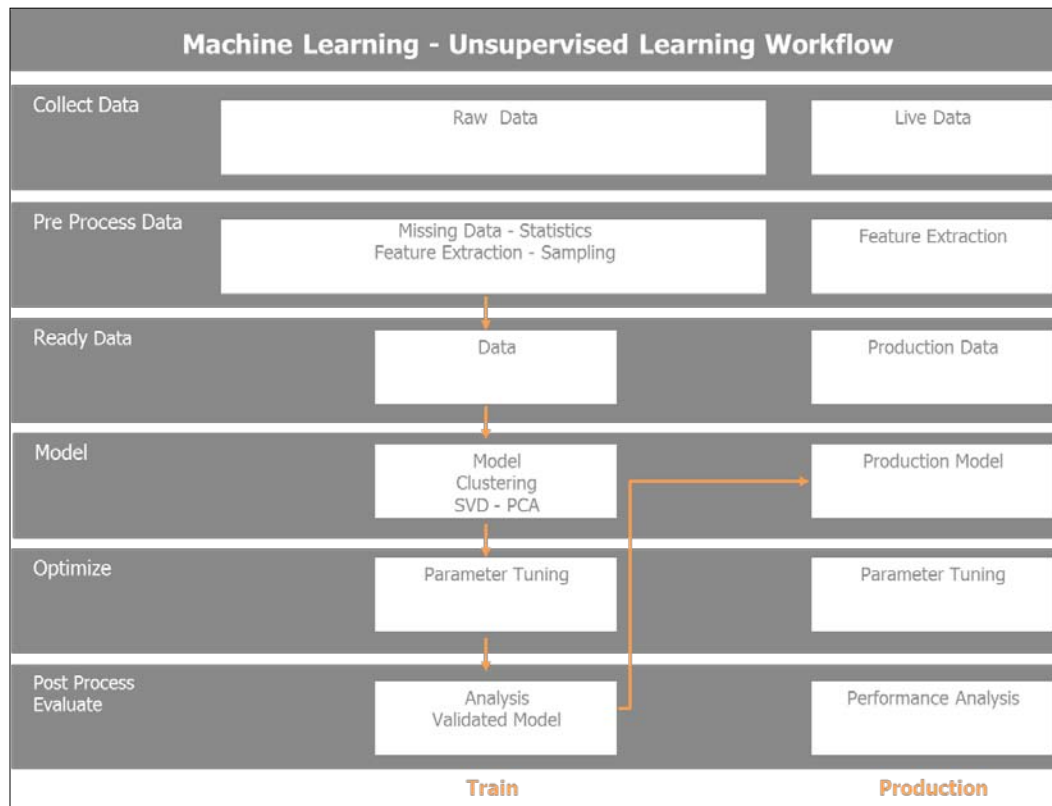 Machine Learning - Unsupervised Learning Workflow
Collect Data
Raw Data
Live Data
Pre Process Data
Missing Data - Statistics
Feature Extraction - Sampling
Feature Extraction
Ready Data
Data
Production Data
Model
Model
Clustering
SVD - PCA
Production Model
Optimize
Parameter Tuning
Parameter Tuning
Post Process
Evaluate
Analysis
Validated Model
Performance Analysis
Train
Production